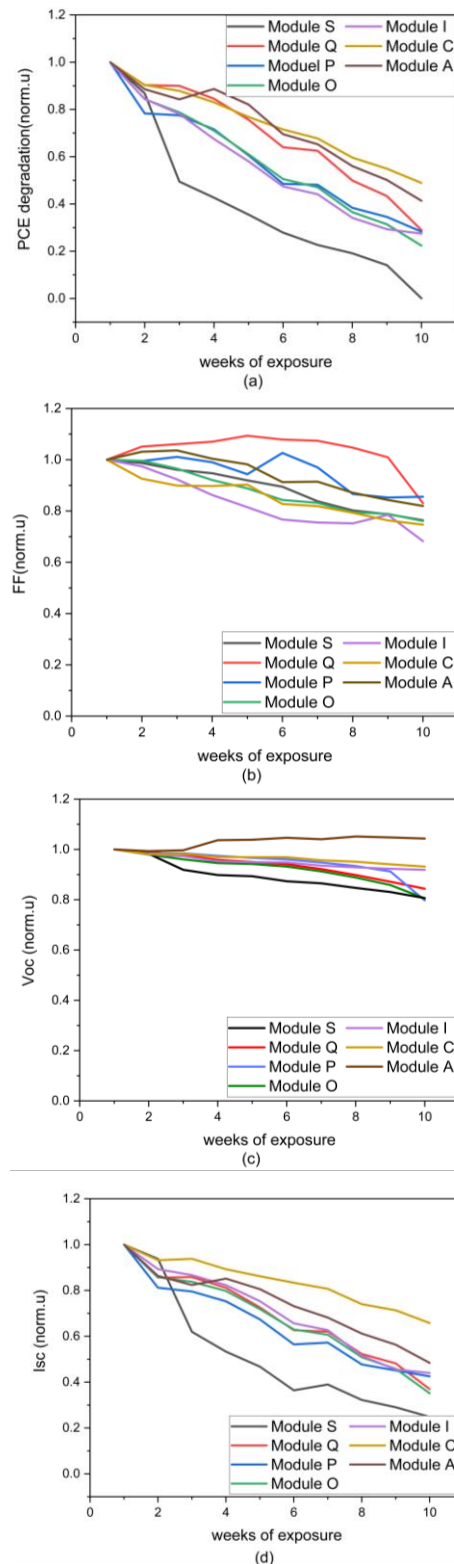 1.2
1.0
0.8
0.6
0.4
0.2
0.0
PCE degradation(norm.u)
Module S Module I
Module Q Module C
Moduel P Module A
Module O
0 2 4 6 8 10
weeks of exposure
(a)
1.2
1.0
0.8
0.6
0.4
0.2
0.0
FF(norm.u)
Module S Module I
Module Q Module C
Module P Module A
Module O
0 2 4 6 8 10
weeks of exposure
(b)
1.2
1.0
0.8
0.6
0.4
0.2
0.0
Voc (norm.u)
Module S Module I
Module Q Module C
Module P Module A
Module O
0 2 4 6 8 10
weeks of exposure
(c)
1.2
1.0
0.8
0.6
0.4
0.2
0.0
Isc (norm.u)
Module S Module I
Module Q Module C
Module P Module A
Module O
0 2 4 6 8 10
weeks of exposure
(d)